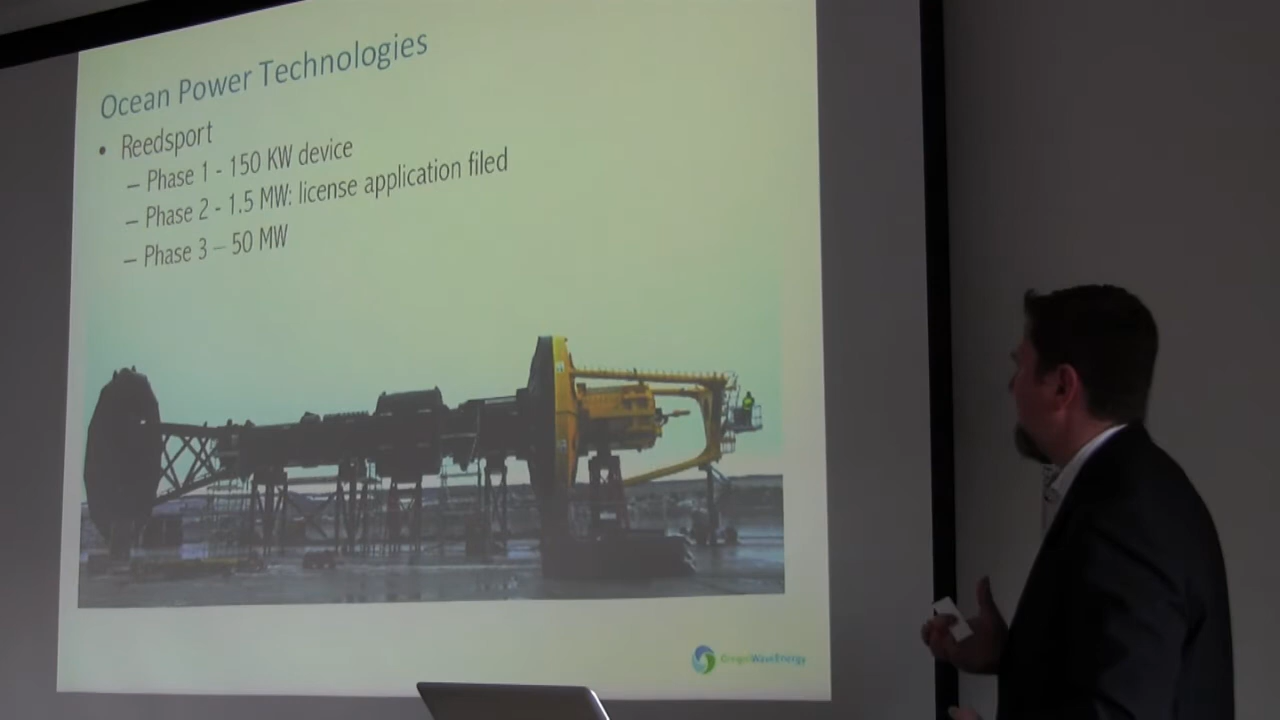 Ocean Power Technologies
• Reedsport
– Phase 1 - 150 KW device
– Phase 2 - 1.5 MW: license application filed
– Phase 3 – 50 MW
OregonWaveEnergy